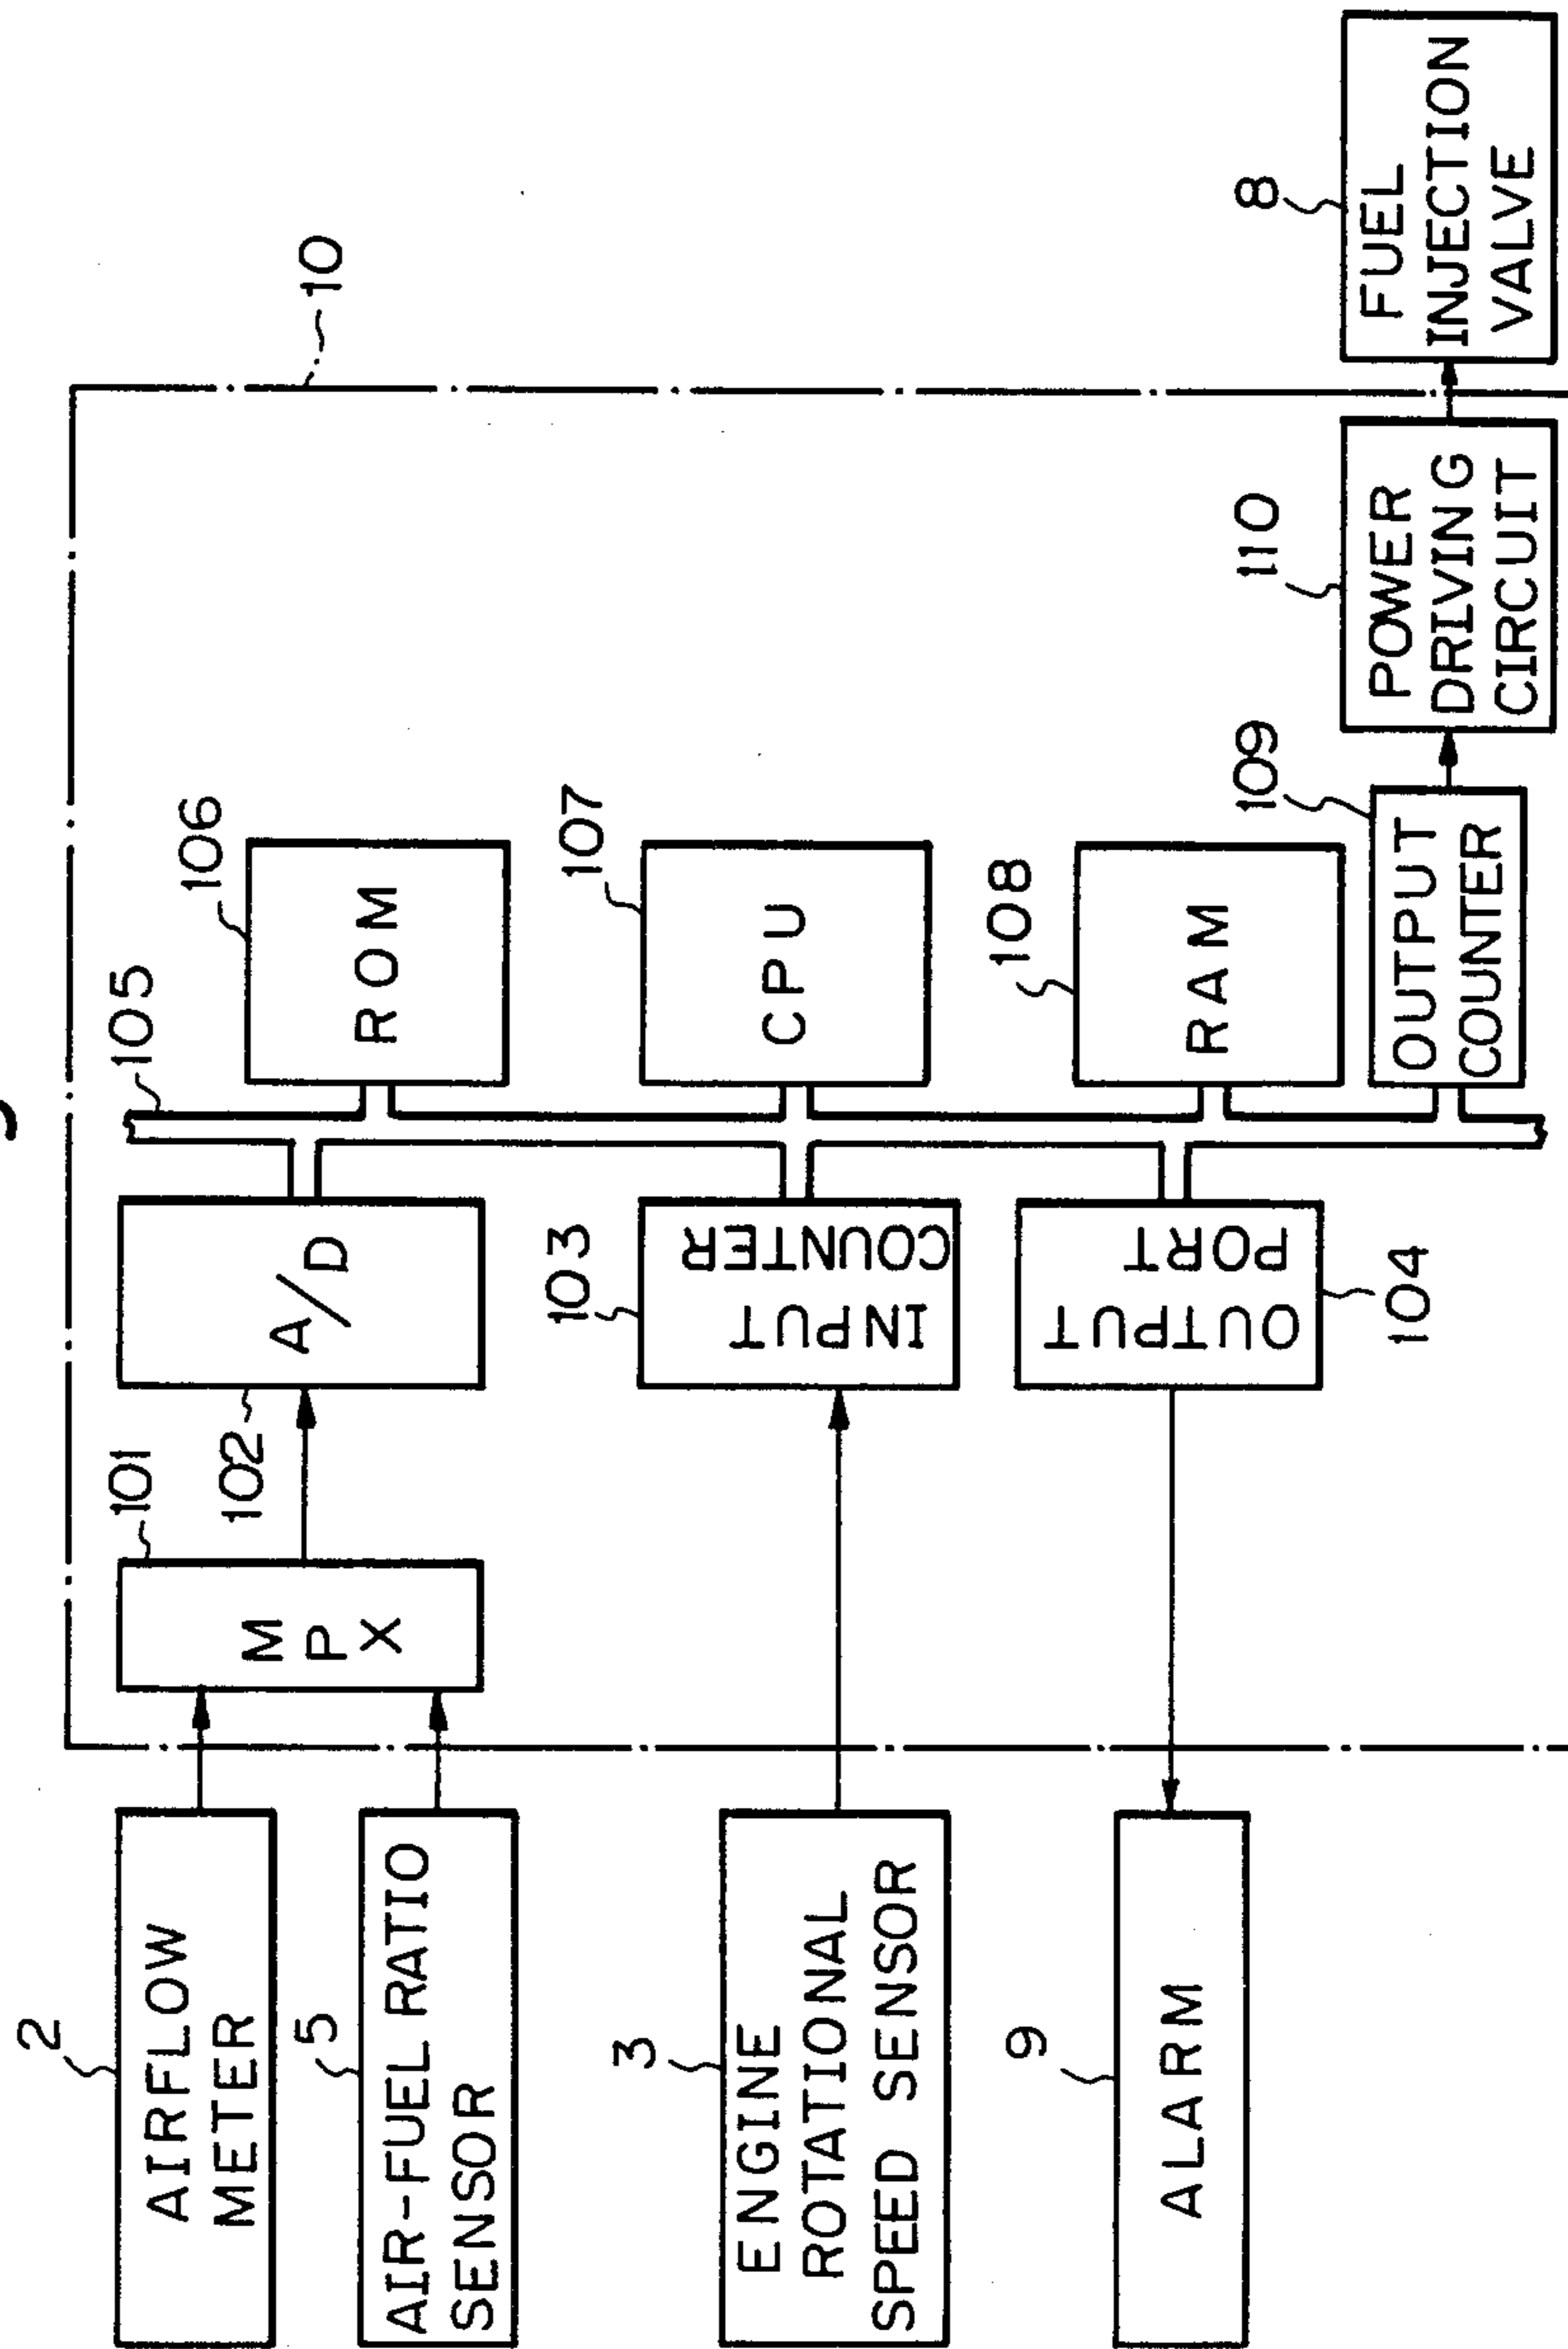 10
2
AIRFLOW
METER
5
AIR-FUEL RATIO
SENSOR
3
ENGINE
ROTATIONAL
SPEED SENSOR
9
ALARM
101
M
P
X
102
A/D
103
INPUT
COUNTER
OUTPUT
PORT
104
105
106
ROM
107
CPU
108
RAM
109
OUTPUT
COUNTER
110
POWER
DRIVING
CIRCUIT
8
FUEL
INJECTION
VALVE